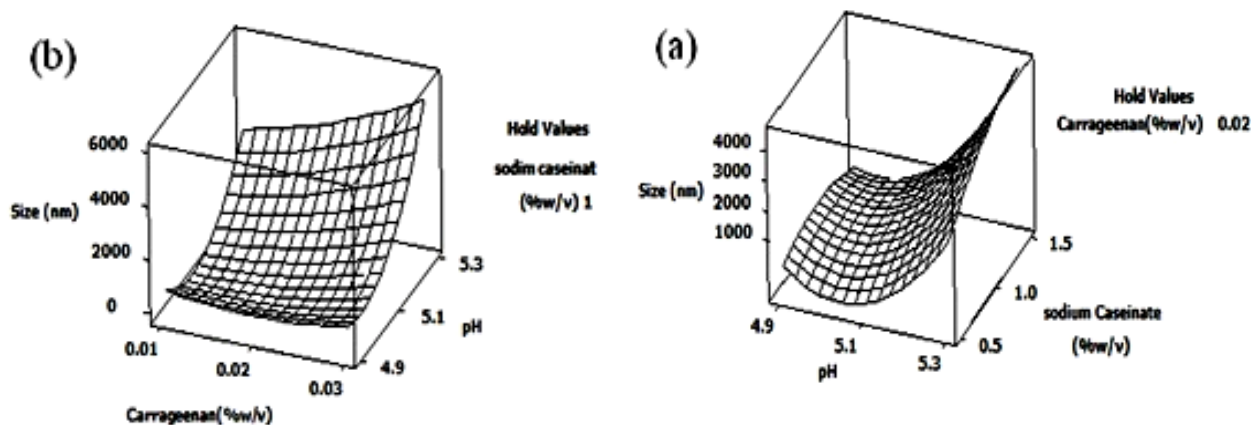 (b)
Hold Values
sodim caseinat
(%w/v) 1
Size (nm)
6000
4000
2000
0
0.01
0.02
0.03
Carrageenan(%w/v)
4.9
5.1
5.3
pH
(a)
Hold Values
Carrageenan(%w/v) 0.02
Size (nm)
4000
3000
2000
1000
4.9
5.1
5.3
pH
0.5
1.0
1.5
sodium Caseinate
(%w/v)